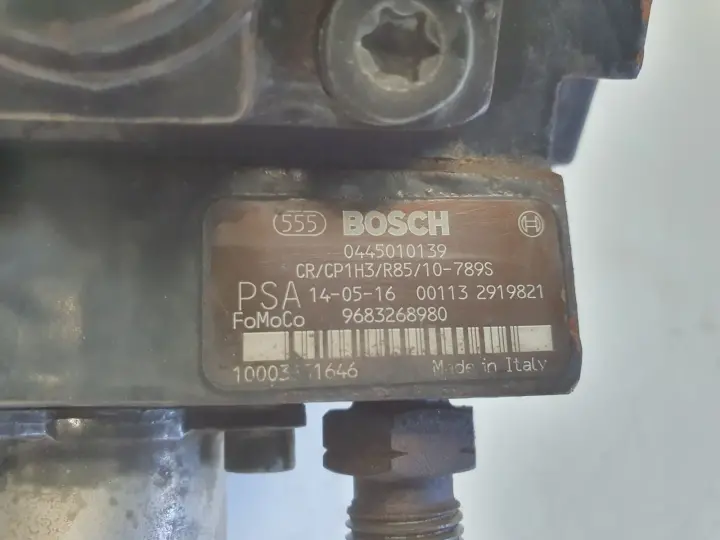 555 BOSCH
0445010139
CR/CP1H3/R85/10-789S
PSA 14-05-16 00113 2919821
FoMoCo 9683268980
Made in Italy